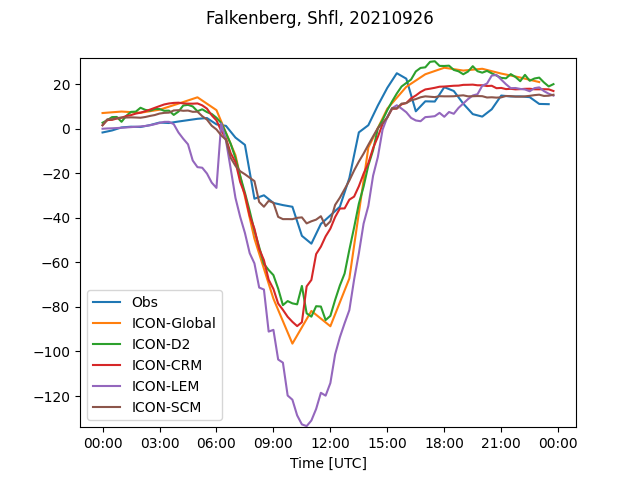 Falkenberg, Shfl, 20210926
20
0
−20
−40
−60
−80
−100
−120
Obs
ICON-Global
ICON-D2
ICON-CRM
ICON-LEM
ICON-SCM
00:00 03:00 06:00 09:00 12:00 15:00 18:00 21:00 00:00
Time [UTC]